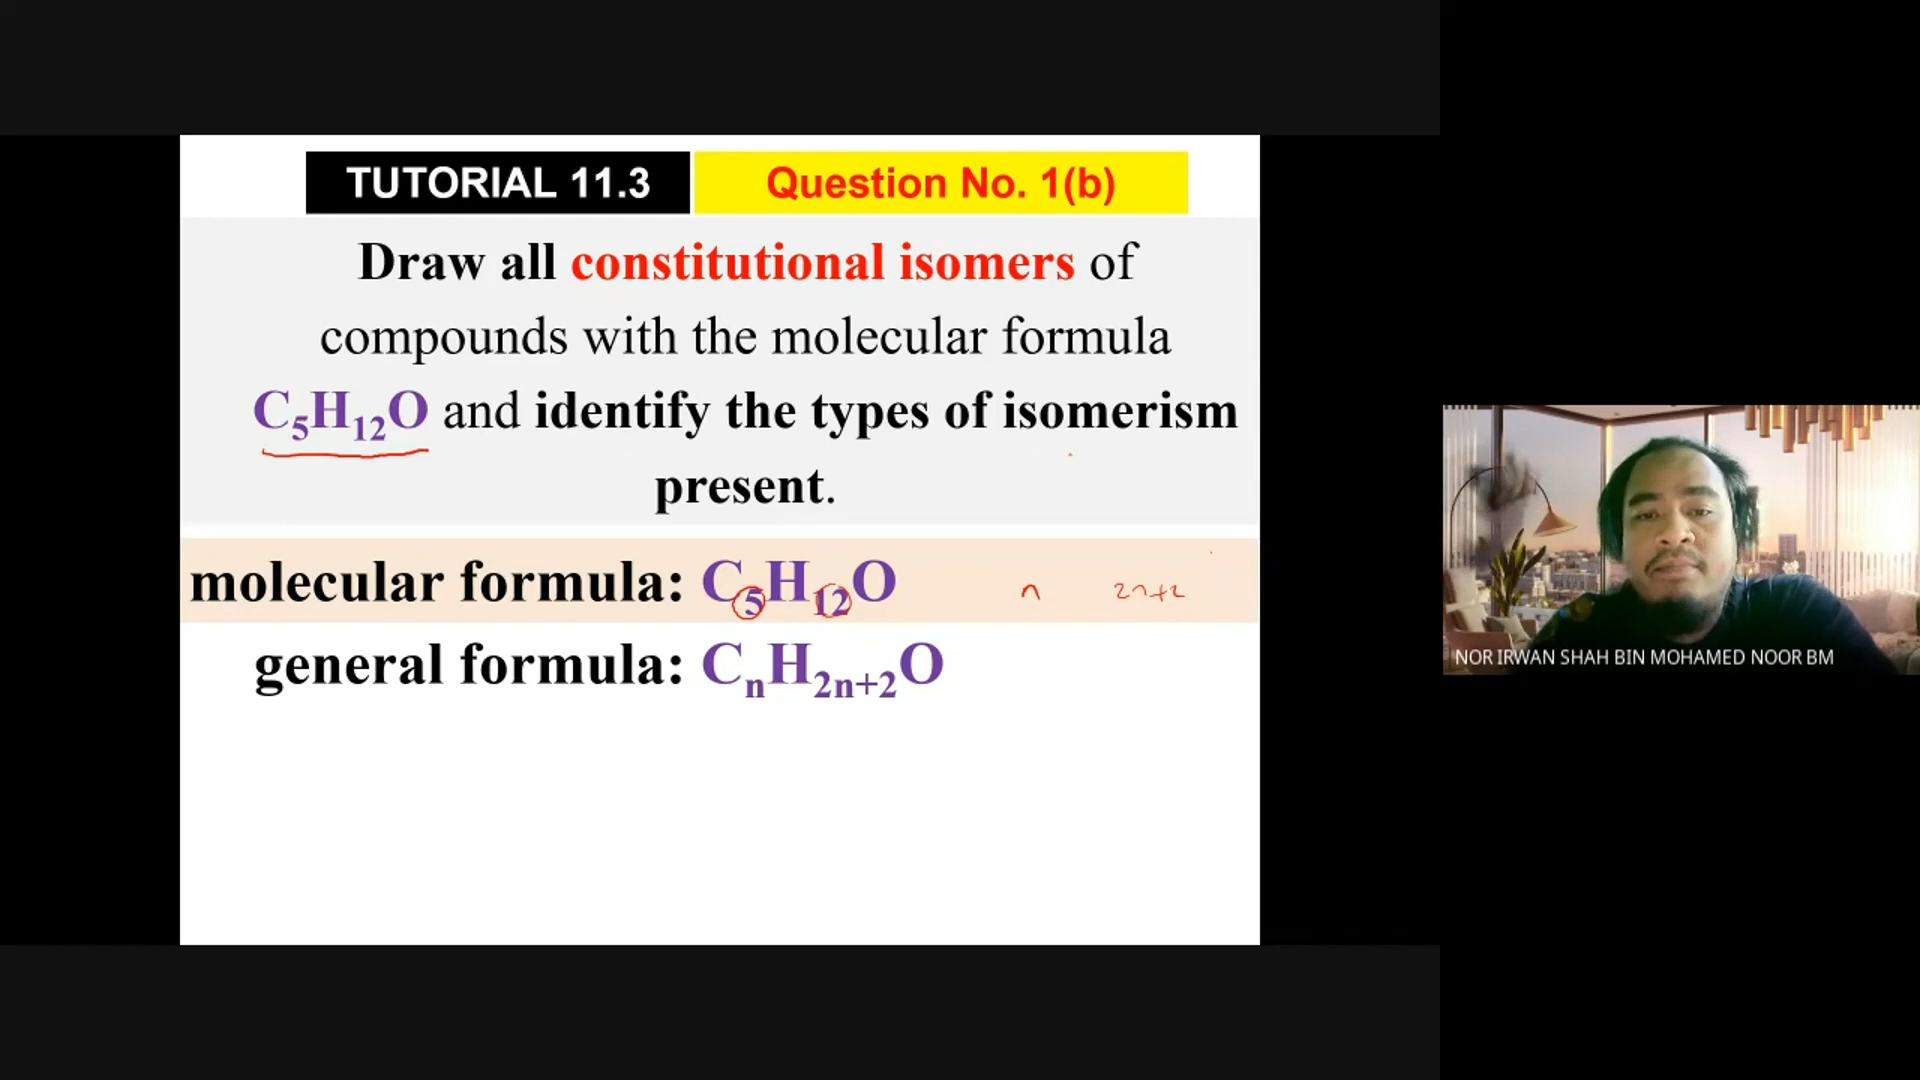 TUTORIAL 11.3 Question No. 1(b)
Draw all constitutional isomers of
compounds with the molecular formula
C₅H₁₂O and identify the types of isomerism
present.
molecular formula: C₅H₁₂O n 2n+2
general formula: CₙH₂ₙ₊₂O
NOR IRWAN SHAH BIN MOHAMED NOOR BM